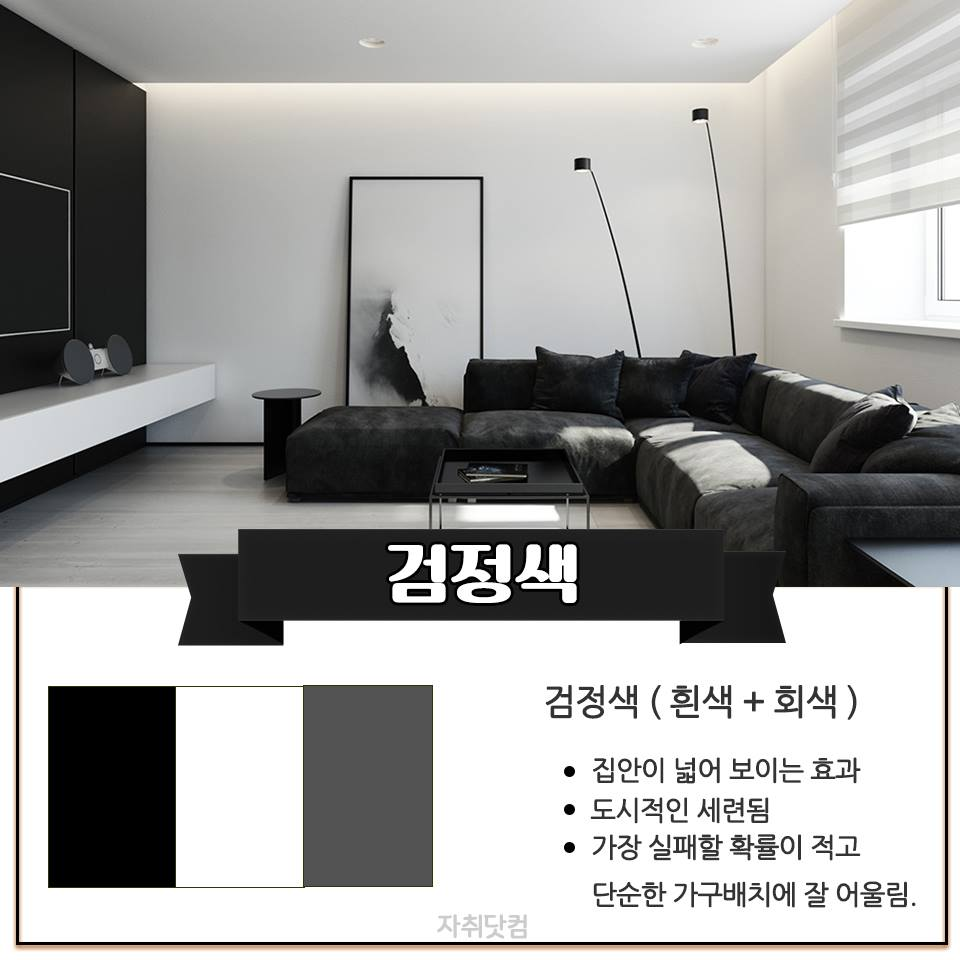 검정색
검정색 ( 흰색 + 회색 )
• 집안이 넓어 보이는 효과
• 도시적인 세련됨
• 가장 실패할 확률이 적고
단순한 가구배치에 잘 어울림.
자취닷컴